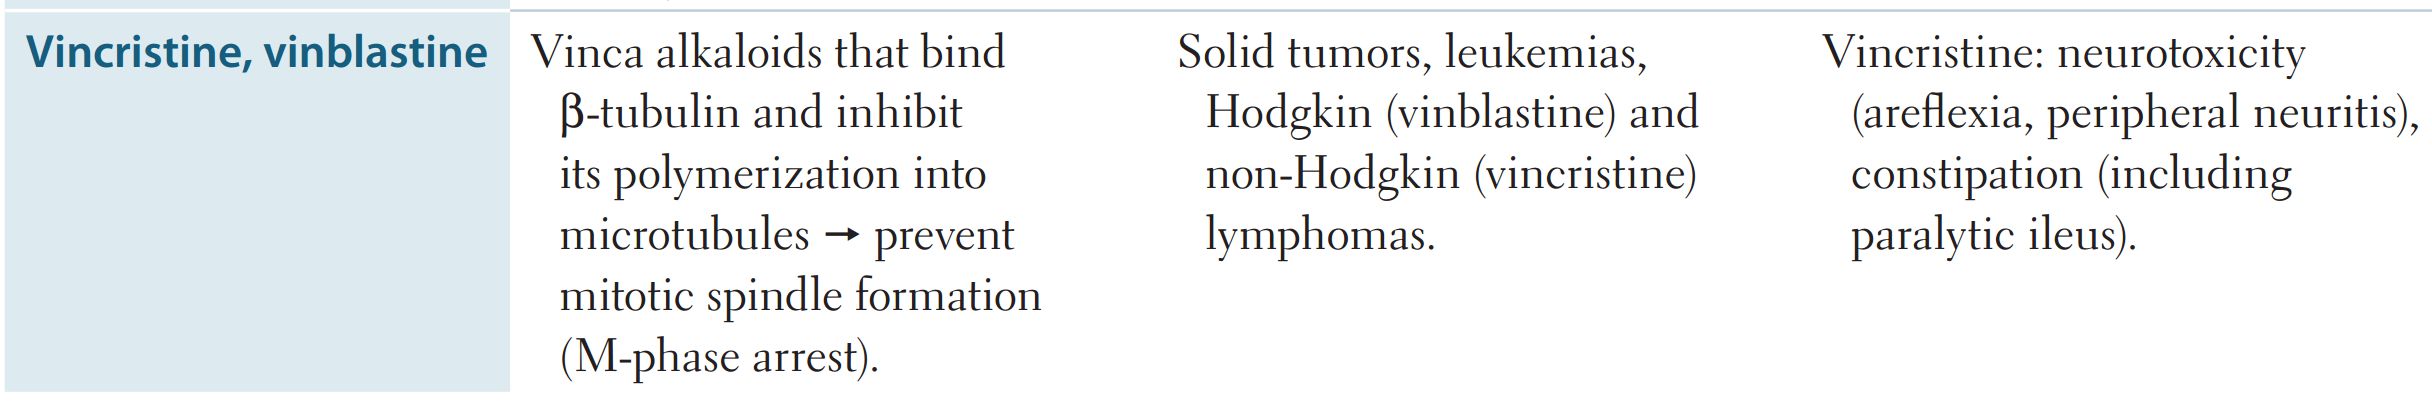 Vincristine, vinblastine
Vinca alkaloids that bind
β-tubulin and inhibit
its polymerization into
microtubules → prevent
mitotic spindle formation
(M-phase arrest).
Solid tumors, leukemias,
Hodgkin (vinblastine) and
non-Hodgkin (vincristine)
lymphomas.
Vincristine: neurotoxicity
(areflexia, peripheral neuritis),
constipation (including
paralytic ileus).